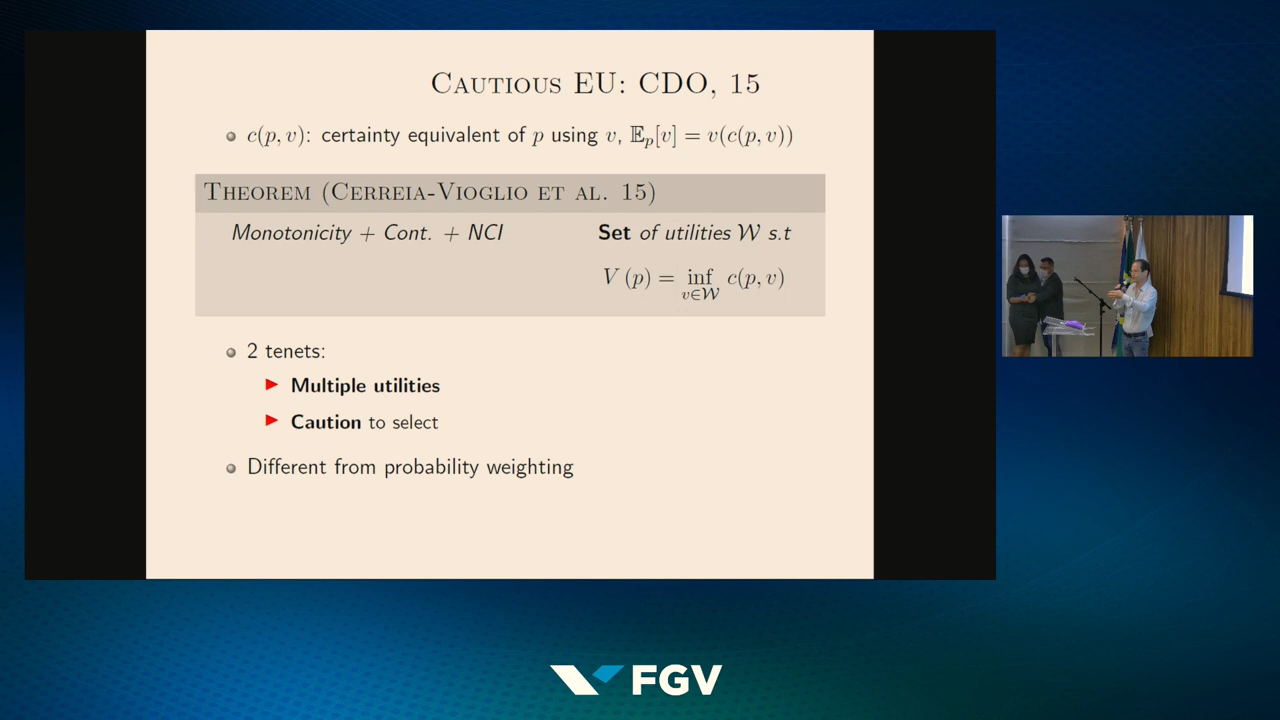 Cautious EU: CDO, 15
c(p, v): certainty equivalent of p using v, 𝔼ₚ[v] = v(c(p, v))
Theorem (Cerreia-Vioglio et al. 15)
Monotonicity + Cont. + NCI
Set of utilities 𝒲 s.t
V (p) = inf c(p, v)
v∈𝒲
2 tenets:
Multiple utilities
Caution to select
Different from probability weighting
FGV